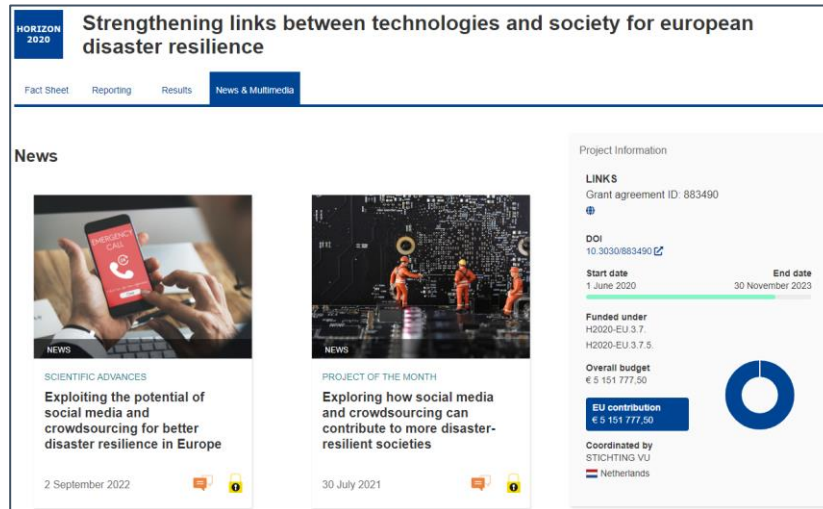 HORIZON
2020
Strengthening links between technologies and society for european
disaster resilience
Fact Sheet
Reporting
Results
News & Multimedia
News
EMERGENCY
CALL
NEWS
SCIENTIFIC ADVANCES
Exploiting the potential of
social media and
crowdsourcing for better
disaster resilience in Europe
2 September 2022
NEWS
PROJECT OF THE MONTH
Exploring how social media
and crowdsourcing can
contribute to more disaster-
resilient societies
30 July 2021
Project Information
LINKS
Grant agreement ID: 883490
DOI
10.3030/883490
Start date
1 June 2020
End date
30 November 2023
Funded under
H2020-EU.3.7.
H2020-EU.3.7.5.
Overall budget
€ 5 151 777,50
EU contribution
€ 5 151 777,50
Coordinated by
STICHTING VU
Netherlands